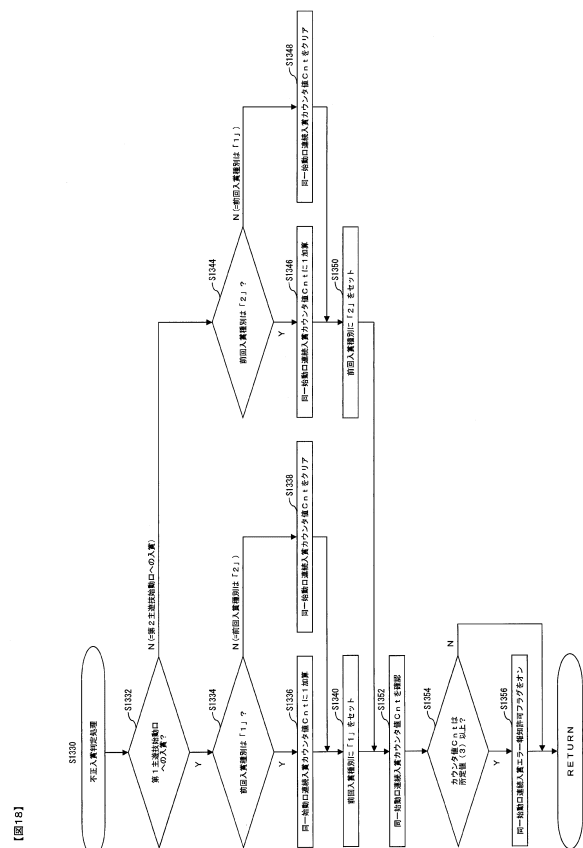 【図18】
S1330
不正入賞判定処理
S1332
第1主遊技始動口
への入賞?
N (=第2主遊技始動口への入賞)
Y
S1334
前回入賞種別は「1」?
N (=前回入賞種別は「2」)
Y
S1336
同一始動口連続入賞カウンタ値Cntに1加算
S1338
同一始動口連続入賞カウンタ値Cntをクリア
S1340
前回入賞種別に「1」をセット
S1344
前回入賞種別は「2」?
N (=前回入賞種別は「1」)
Y
S1346
同一始動口連続入賞カウンタ値Cntに1加算
S1348
同一始動口連続入賞カウンタ値Cntをクリア
S1350
前回入賞種別に「2」をセット
S1352
同一始動口連続入賞カウンタ値Cntを確認
S1354
カウンタ値Cntは
所定値(3)以上?
N
Y
S1356
同一始動口連続入賞エラー報知許可フラグをオン
RETURN